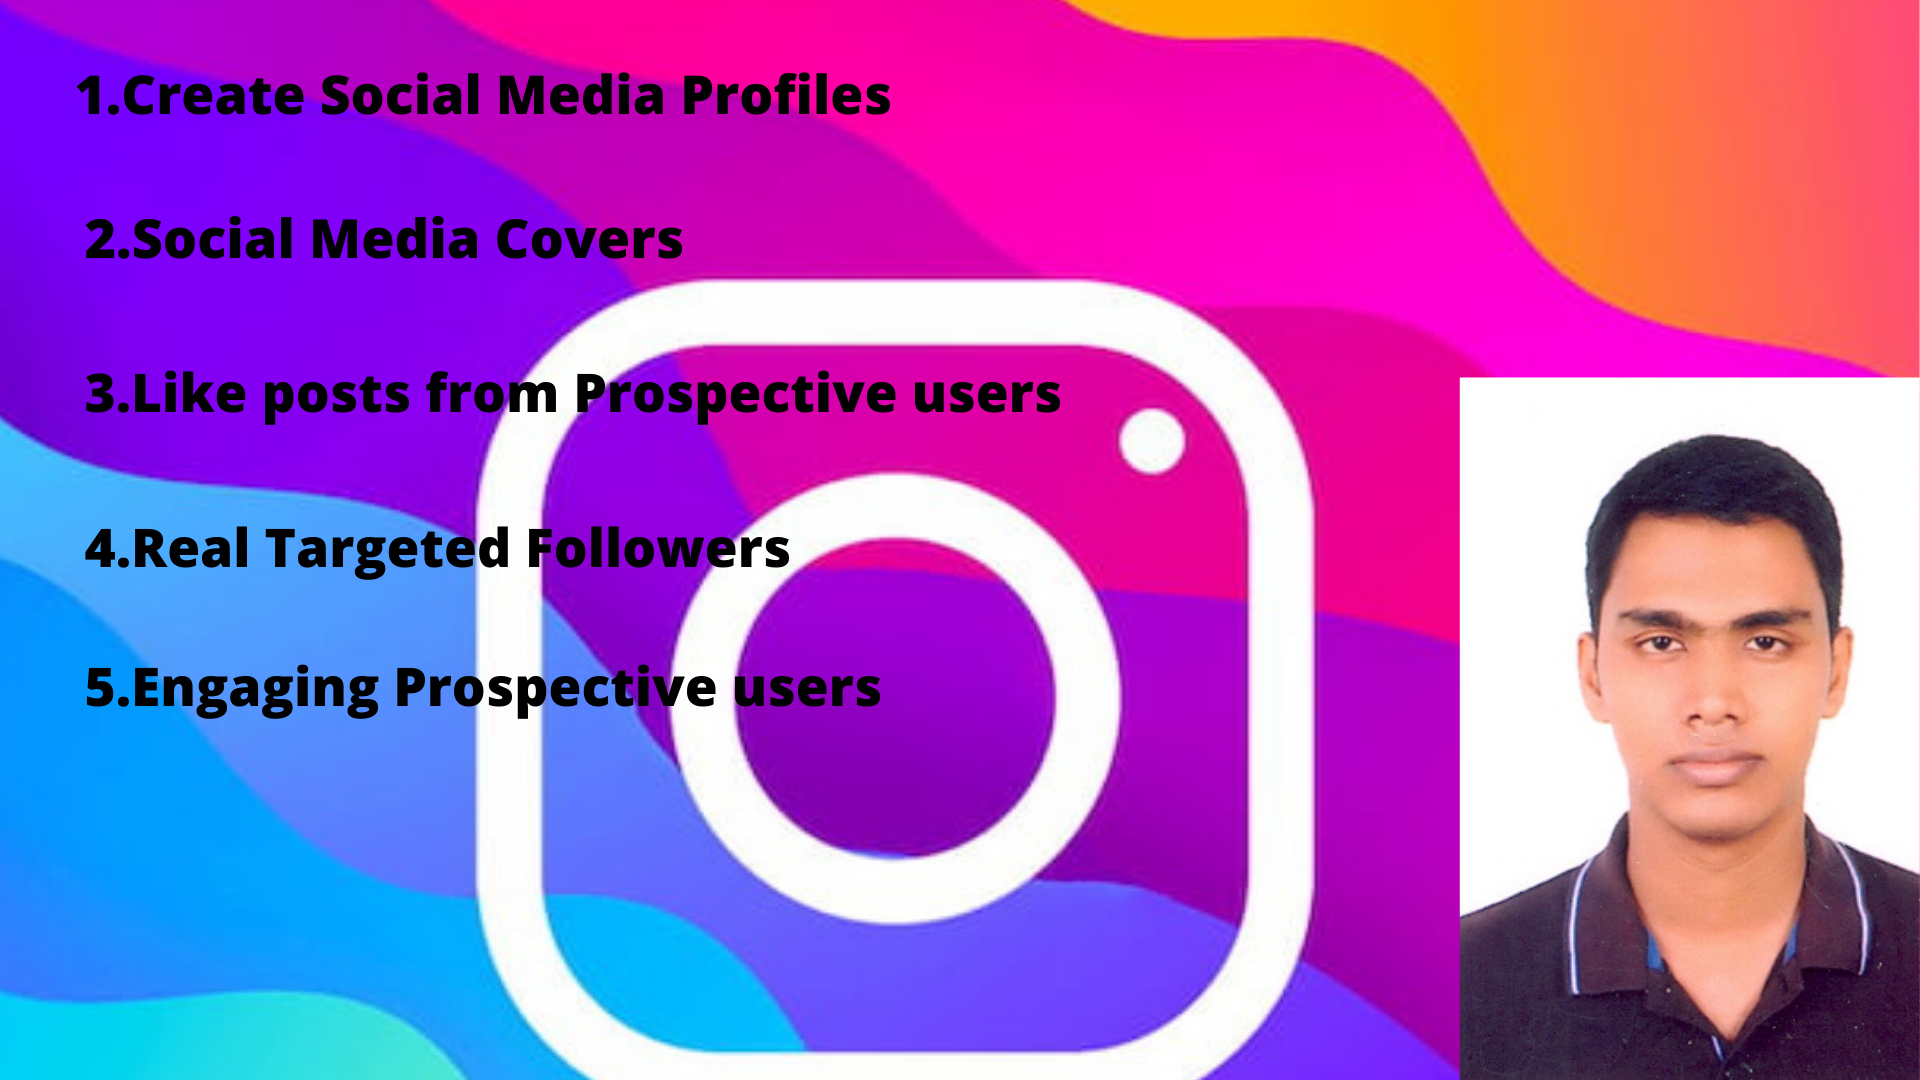 1.Create Social Media Profiles
2.Social Media Covers
3.Like posts from Prospective users
4.Real Targeted Followers
5.Engaging Prospective users